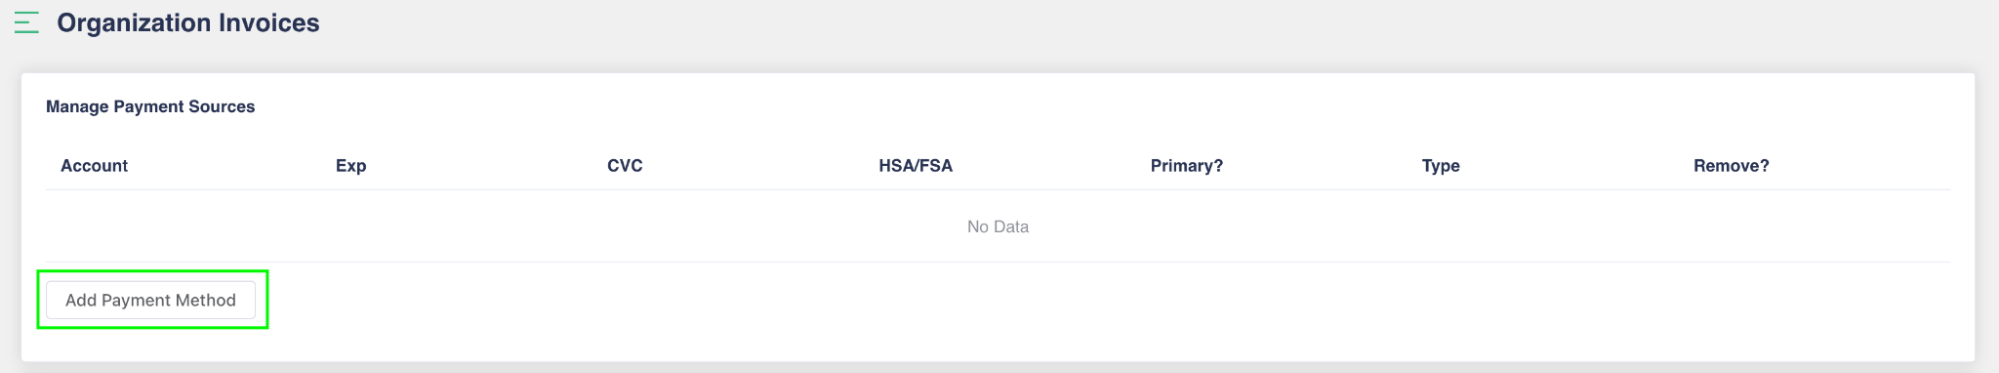 Organization Invoices
Manage Payment Sources
Account Exp CVC HSA/FSA Primary? Type Remove?
No Data
Add Payment Method